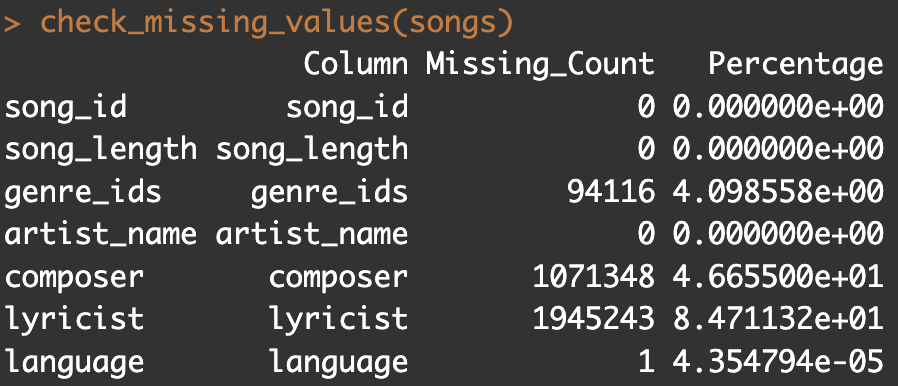 > check_missing_values(songs)
Column Missing_Count Percentage
song_id song_id 0 0.000000e+00
song_length song_length 0 0.000000e+00
genre_ids genre_ids 94116 4.098558e+00
artist_name artist_name 0 0.000000e+00
composer composer 1071348 4.665500e+01
lyricist lyricist 1945243 8.471132e+01
language language 1 4.354794e-05